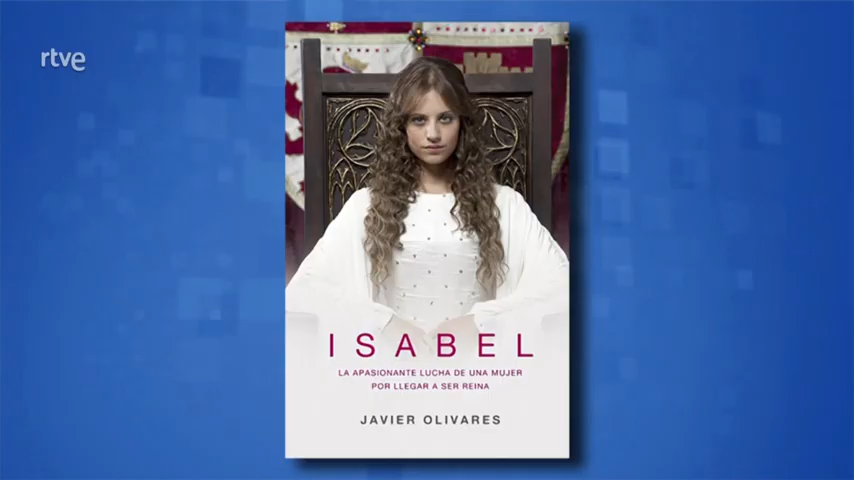 rtve
ISABEL
LA APASIONANTE LUCHA DE UNA MUJER
POR LLEGAR A SER REINA
JAVIER OLIVARES